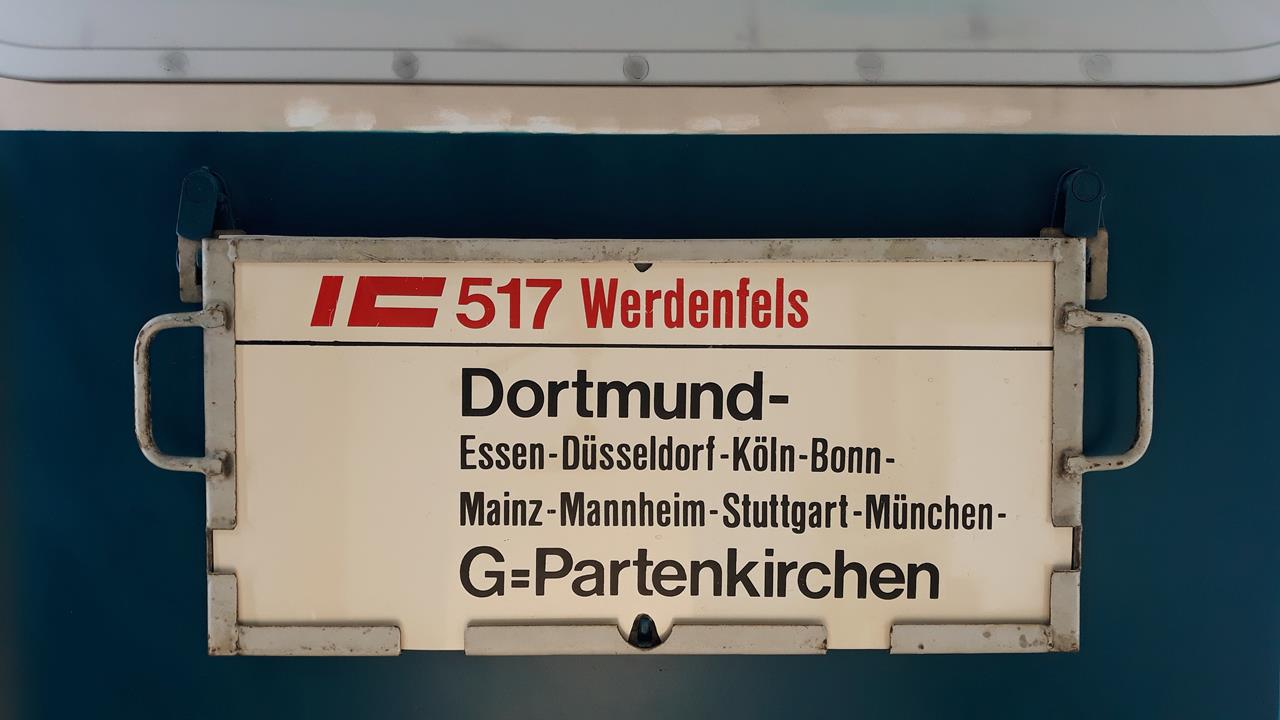 IC 517 Werdenfels
Dortmund-
Essen-Düsseldorf-Köln-Bonn-
Mainz-Mannheim-Stuttgart-München-
G=Partenkirchen